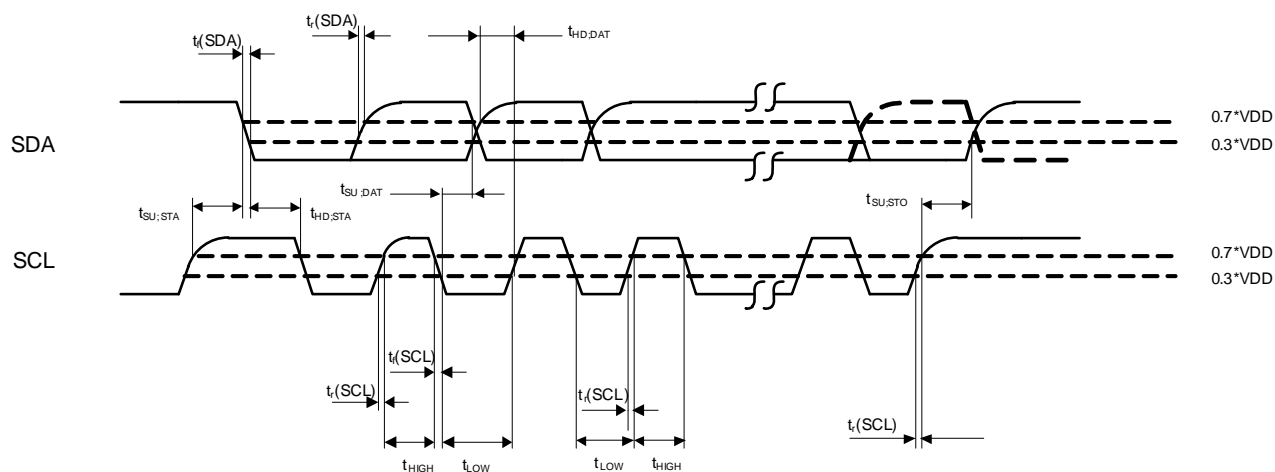 tf(SDA)
tr(SDA)
tHD;DAT
0.7*VDD
SDA
0.3*VDD
tSU;DAT
tSU;STA
tHD;STA
tSU;STO
SCL
0.7*VDD
0.3*VDD
tf(SCL)
tr(SCL)
tr(SCL)
tr(SCL)
tHIGH
tLOW
tLOW
tHIGH